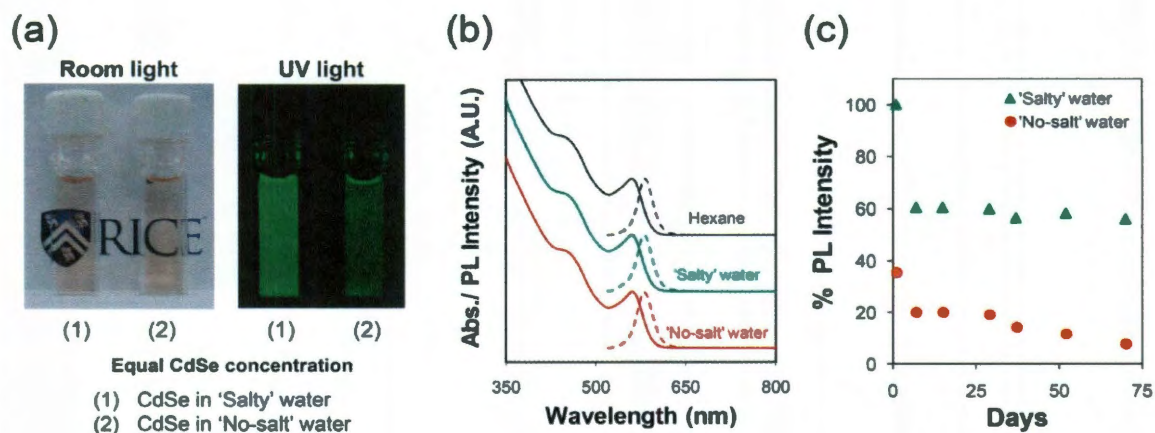 (a)
Room light
UV light
RICE
(1)
(2)
(1)
(2)
Equal CdSe concentration
(1) CdSe in 'Salty' water
(2) CdSe in 'No-salt' water
(b)
Abs./ PL Intensity (A.U.)
Hexane
'Salty' water
'No-salt' water
350
500
650
800
Wavelength (nm)
(c)
% PL Intensity
100
80
60
40
20
0
'Salty' water
'No-salt' water
0
25
50
75
Days